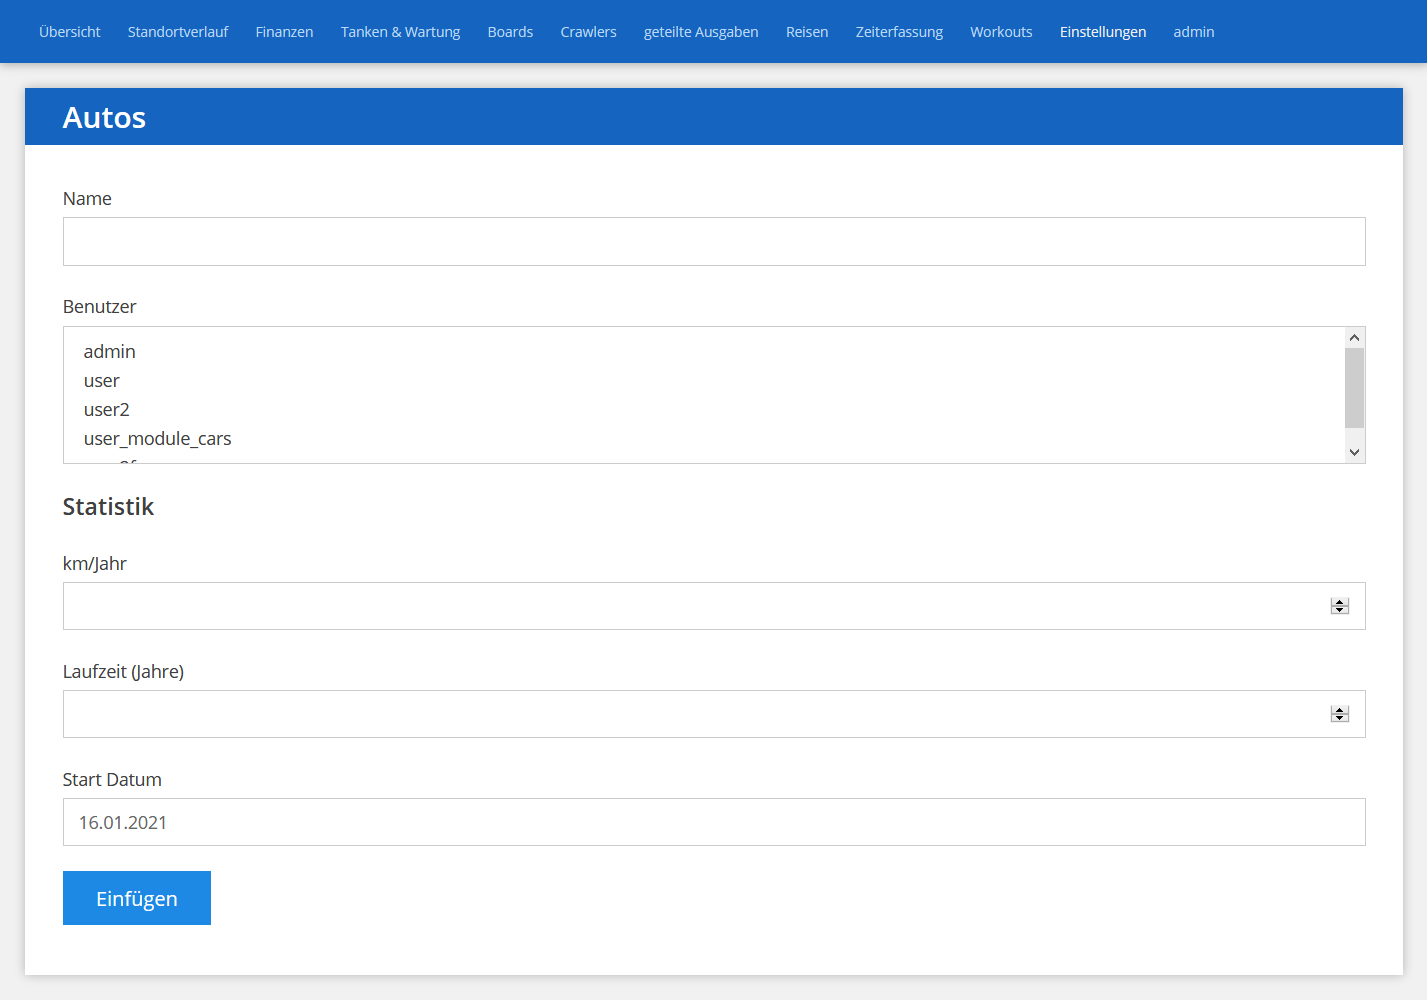 Übersicht Standortverlauf Finanzen Tanken & Wartung Boards Crawlers geteilte Ausgaben Reisen Zeiterfassung Workouts Einstellungen admin
Autos
Name
Benutzer
admin
user
user2
user_module_cars
Statistik
km/Jahr
Laufzeit (Jahre)
Start Datum
16.01.2021
Einfügen